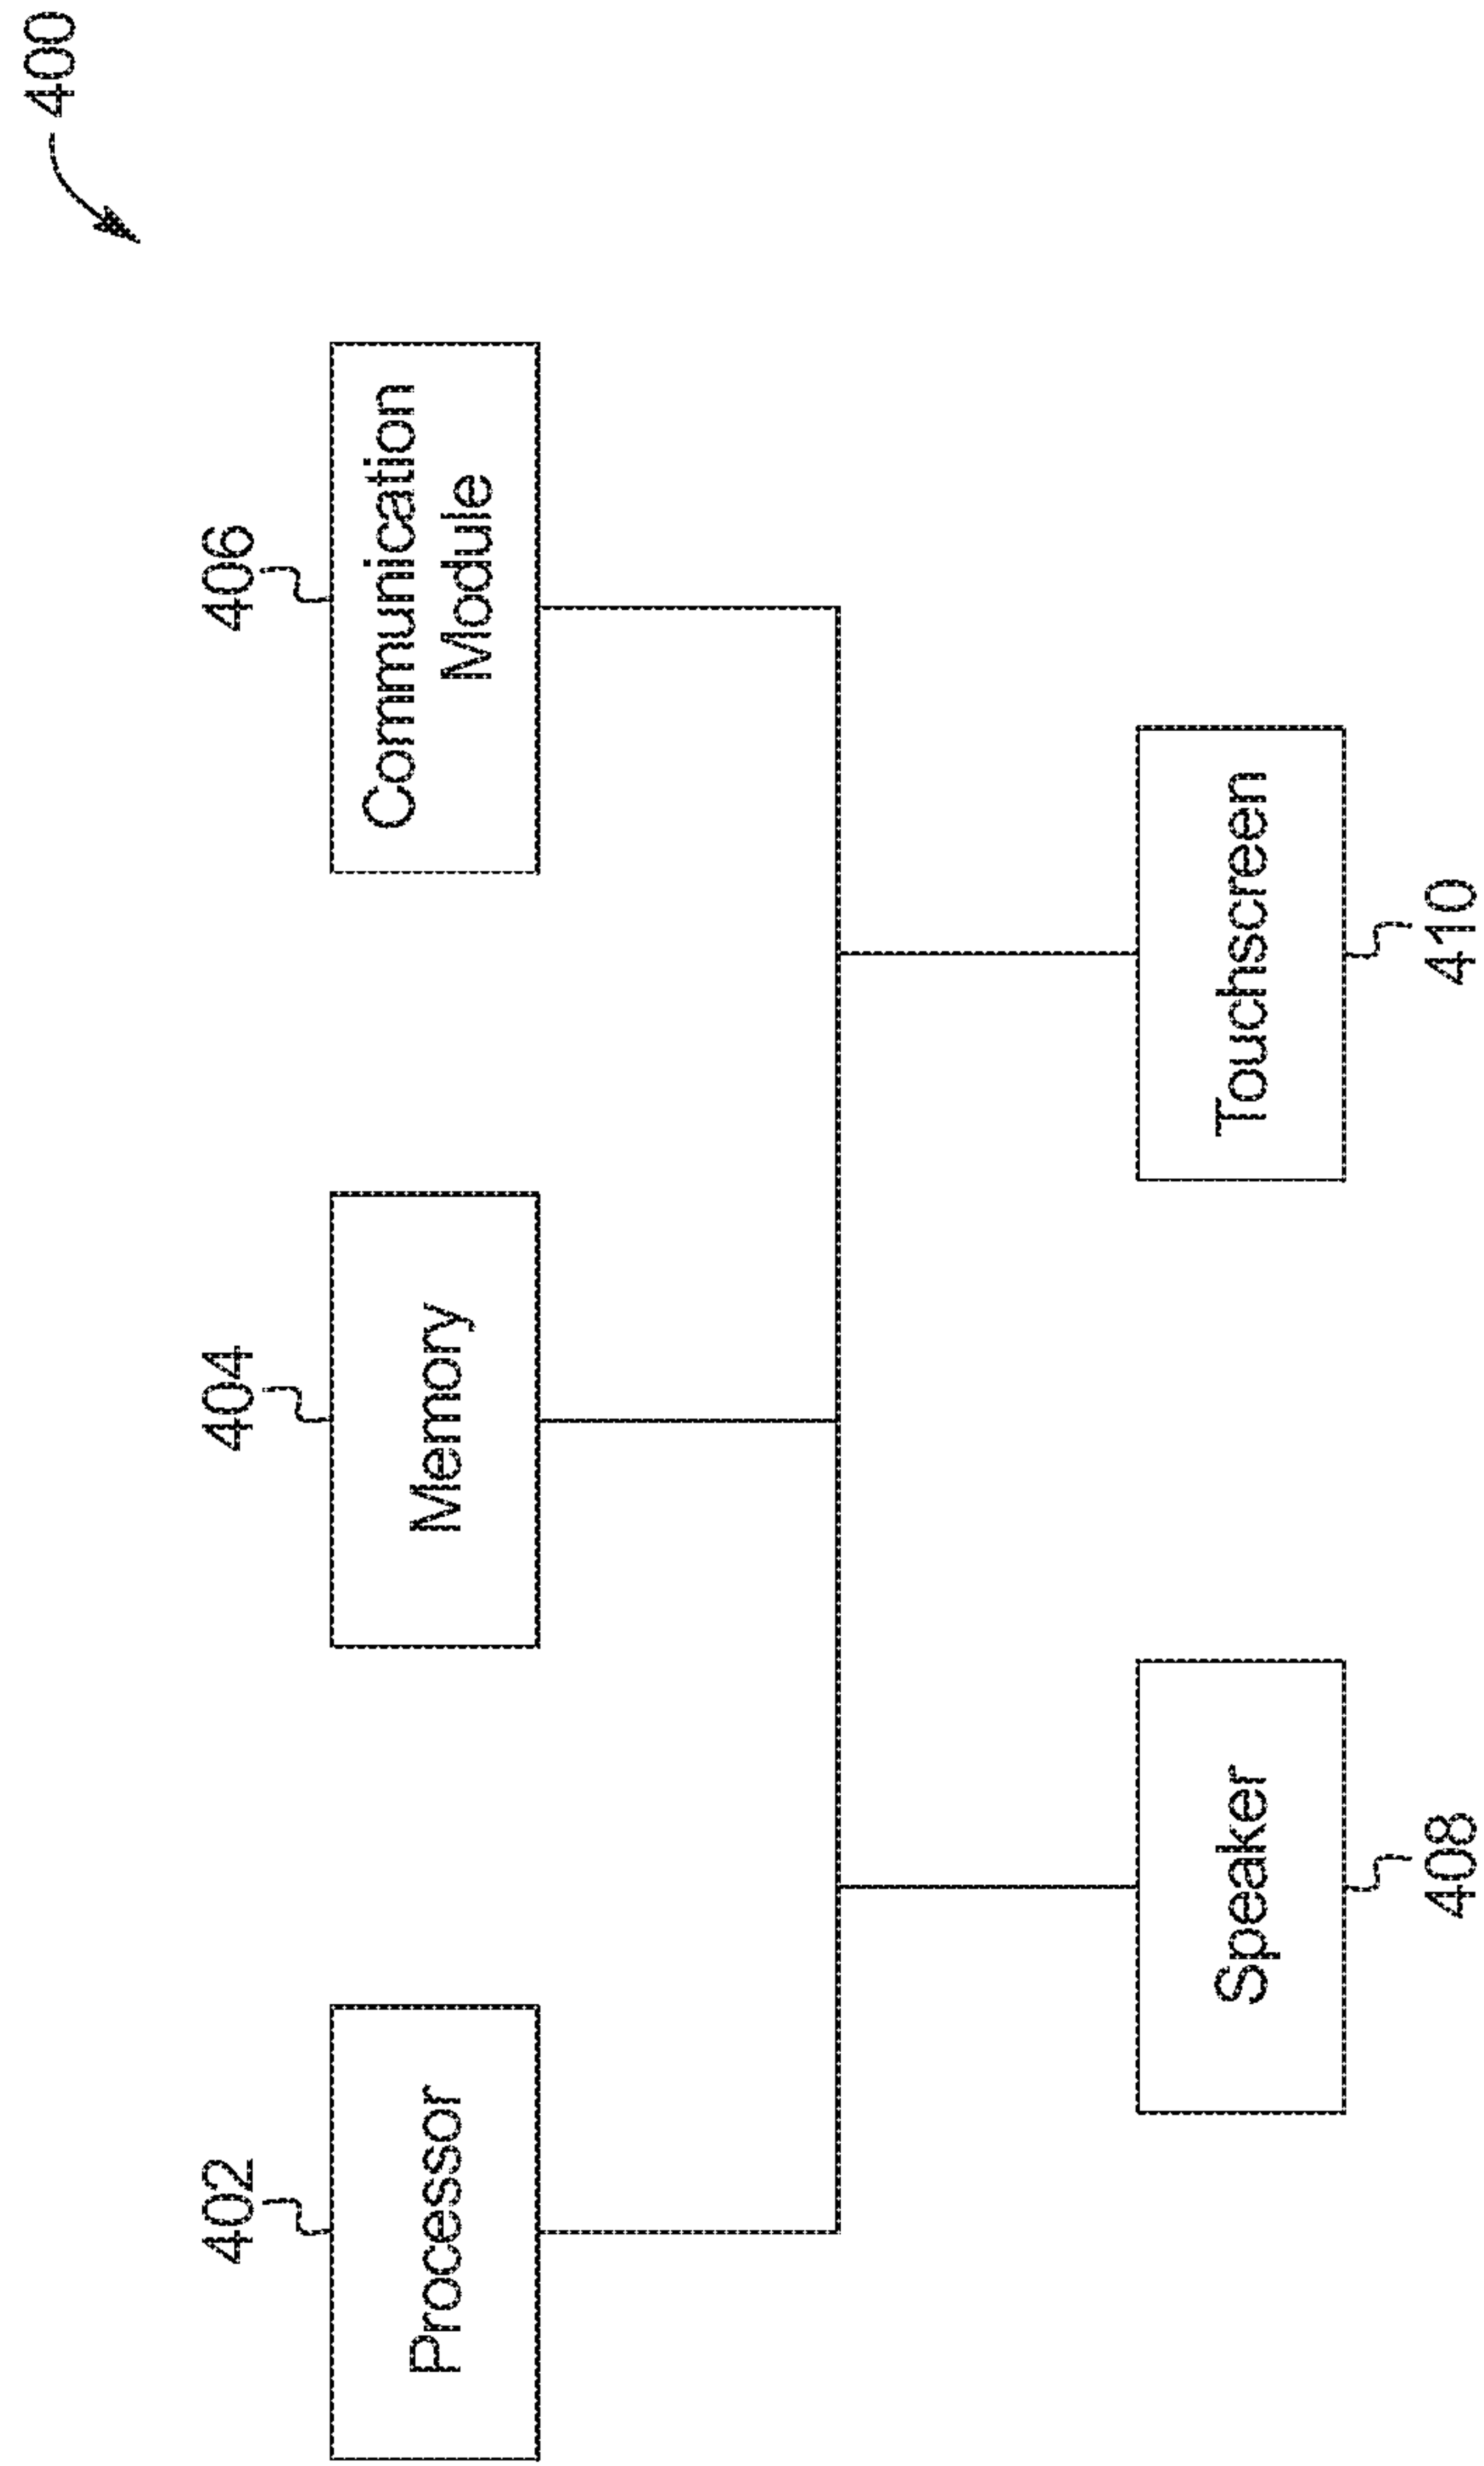 400
402
404
406
Processor
Memory
Communication
Module
Speaker
Touchscreen
408
410